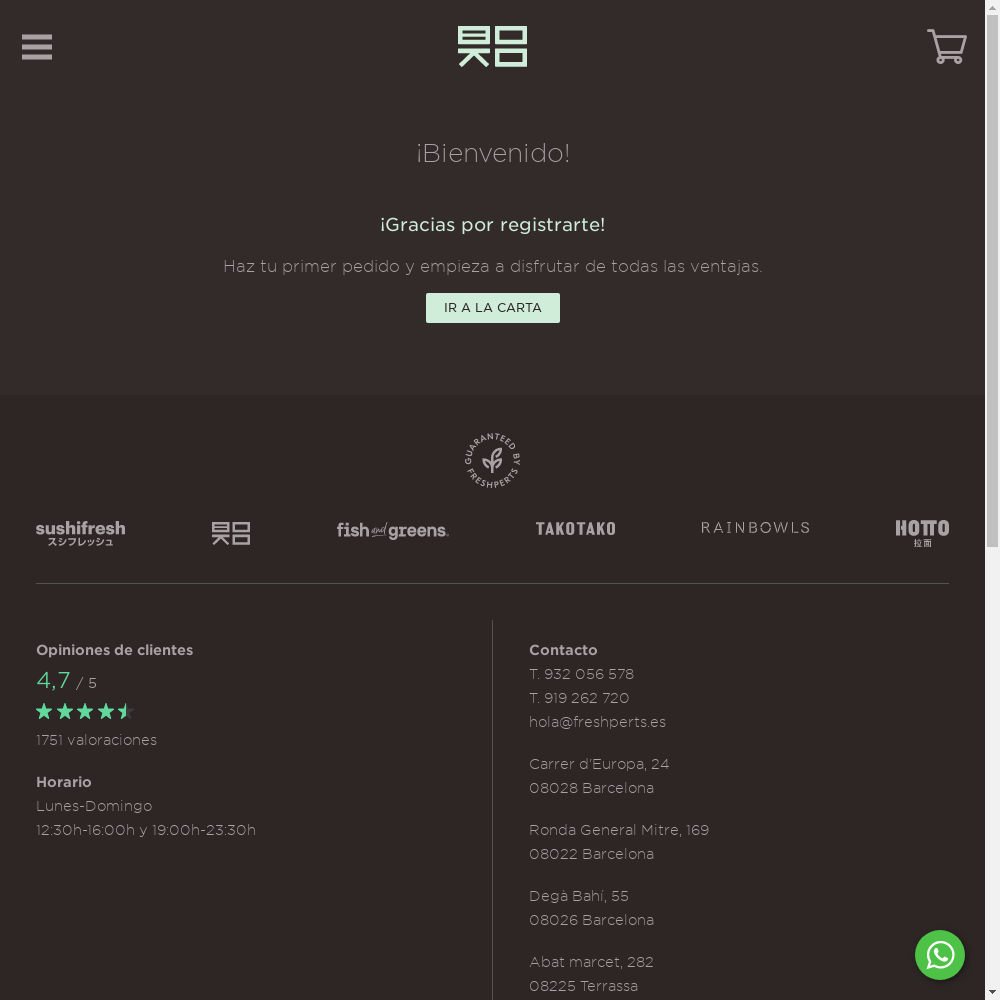 ¡Bienvenido!
¡Gracias por registrarte!
Haz tu primer pedido y empieza a disfrutar de todas las ventajas.
IR A LA CARTA
GUARANTEED BY FRESHPERTS
sushifresh
スシフレッシュ
fish and greens
TAKOTAKO
RAINBOWLS
HOTTO
拉面
Opiniones de clientes
4,7 / 5
1751 valoraciones
Horario
Lunes-Domingo
12:30h-16:00h y 19:00h-23:30h
Contacto
T. 932 056 578
T. 919 262 720
hola@freshperts.es
Carrer d'Europa, 24
08028 Barcelona
Ronda General Mitre, 169
08022 Barcelona
Degà Bahí, 55
08026 Barcelona
Abat marcet, 282
08225 Terrassa